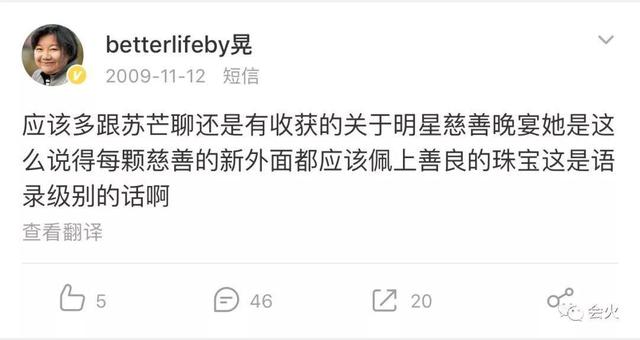 betterlifeby晃
2009-11-12 短信
应该多跟苏芒聊还是有收获的关于明星慈善晚宴她是这
么说得每颗慈善的新外面都应该佩上善良的珠宝这是语
录级别的话啊
查看翻译
5 46 20
会火